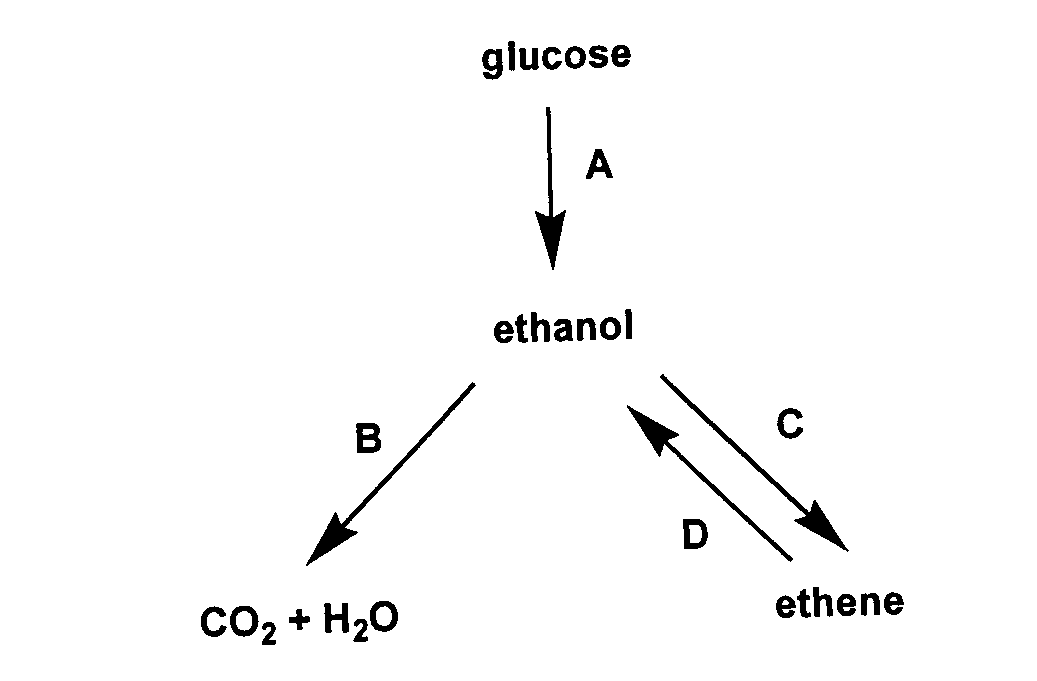 glucose
A
ethanol
B
C
D
ethene
CO₂ + H₂O